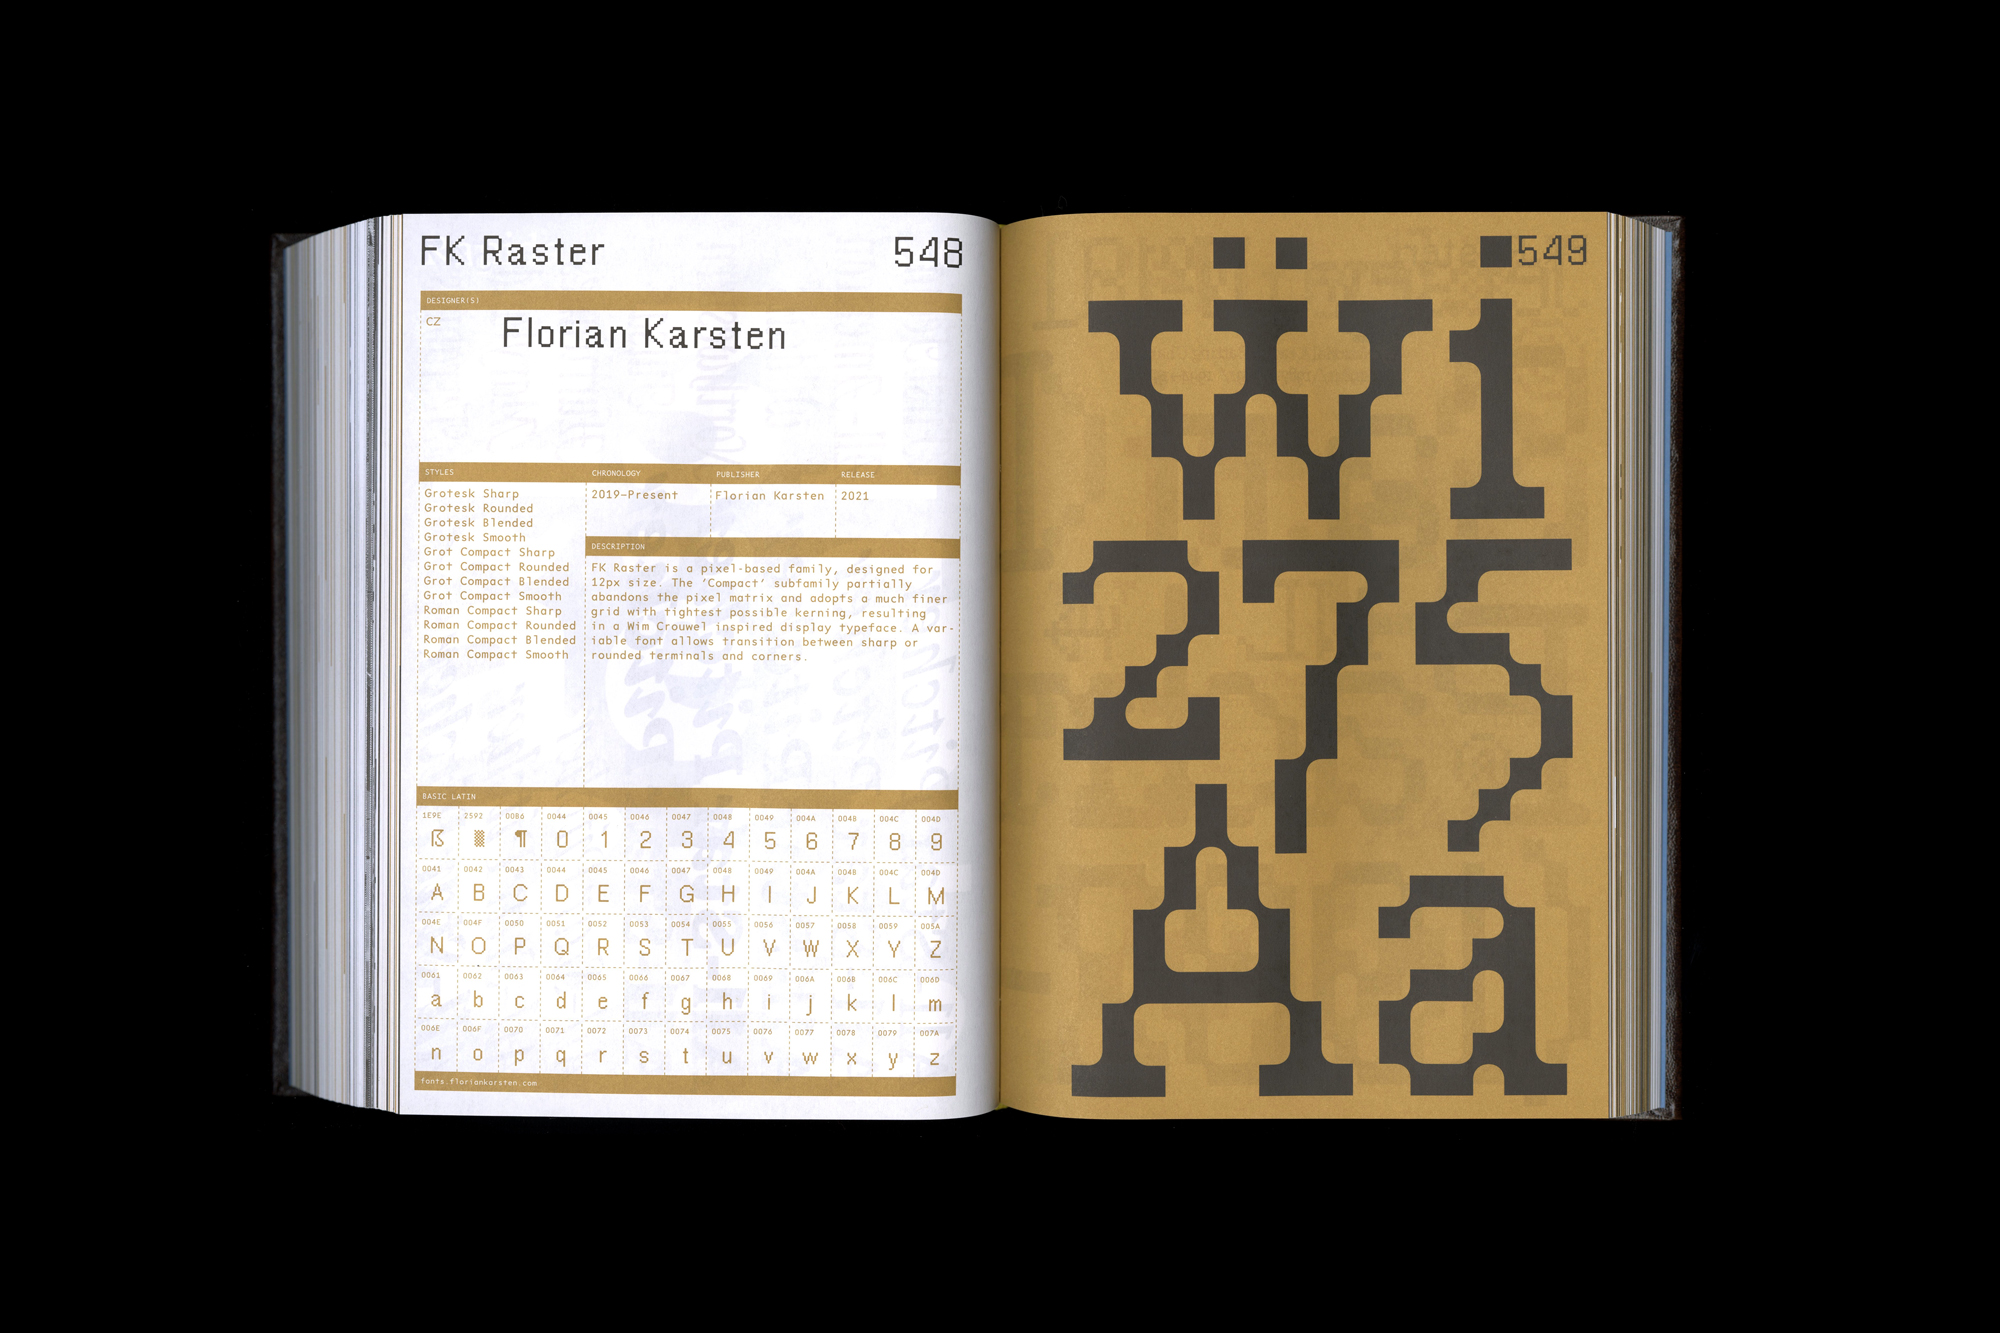 FK Raster
548
DESIGNER(S)
CZ
Florian Karsten
STYLES
Grotesk Sharp
Grotesk Rounded
Grotesk Blended
Grotesk Smooth
Grot Compact Sharp
Grot Compact Rounded
Grot Compact Blended
Grot Compact Smooth
Roman Compact Sharp
Roman Compact Rounded
Roman Compact Blended
Roman Compact Smooth
CHRONOLOGY
2019–Present
PUBLISHER
Florian Karsten
RELEASE
2021
DESCRIPTION
FK Raster is a pixel-based family, designed for
12px size. The ‘Compact’ subfamily partially
abandons the pixel matrix and adopts a much finer
grid with tightest possible kerning, resulting
in a Wim Crouwel inspired display typeface. A var-
iable font allows transition between sharp or
rounded terminals and corners.
BASIC LATIN
1E9E 2592 00B6 0044 0045 0046 0047 0048 0049 004A 004B 004C 004D
ẞ ▒ ¶ 0 1 2 3 4 5 6 7 8 9
0041 0042 0043 0044 0045 0046 0047 0048 0049 004A 004B 004C 004D
A B C D E F G H I J K L M
004E 004F 0050 0051 0052 0053 0054 0055 0056 0057 0058 0059 005A
N O P Q R S T U V W X Y Z
0061 0062 0063 0064 0065 0066 0067 0068 0069 006A 006B 006C 006D
a b c d e f g h i j k l m
006E 006F 0070 0071 0072 0073 0074 0075 0076 0077 0078 0079 007A
n o p q r s t u v w x y z
fonts.floriankarsten.com
549
Ẅi
275
Aa